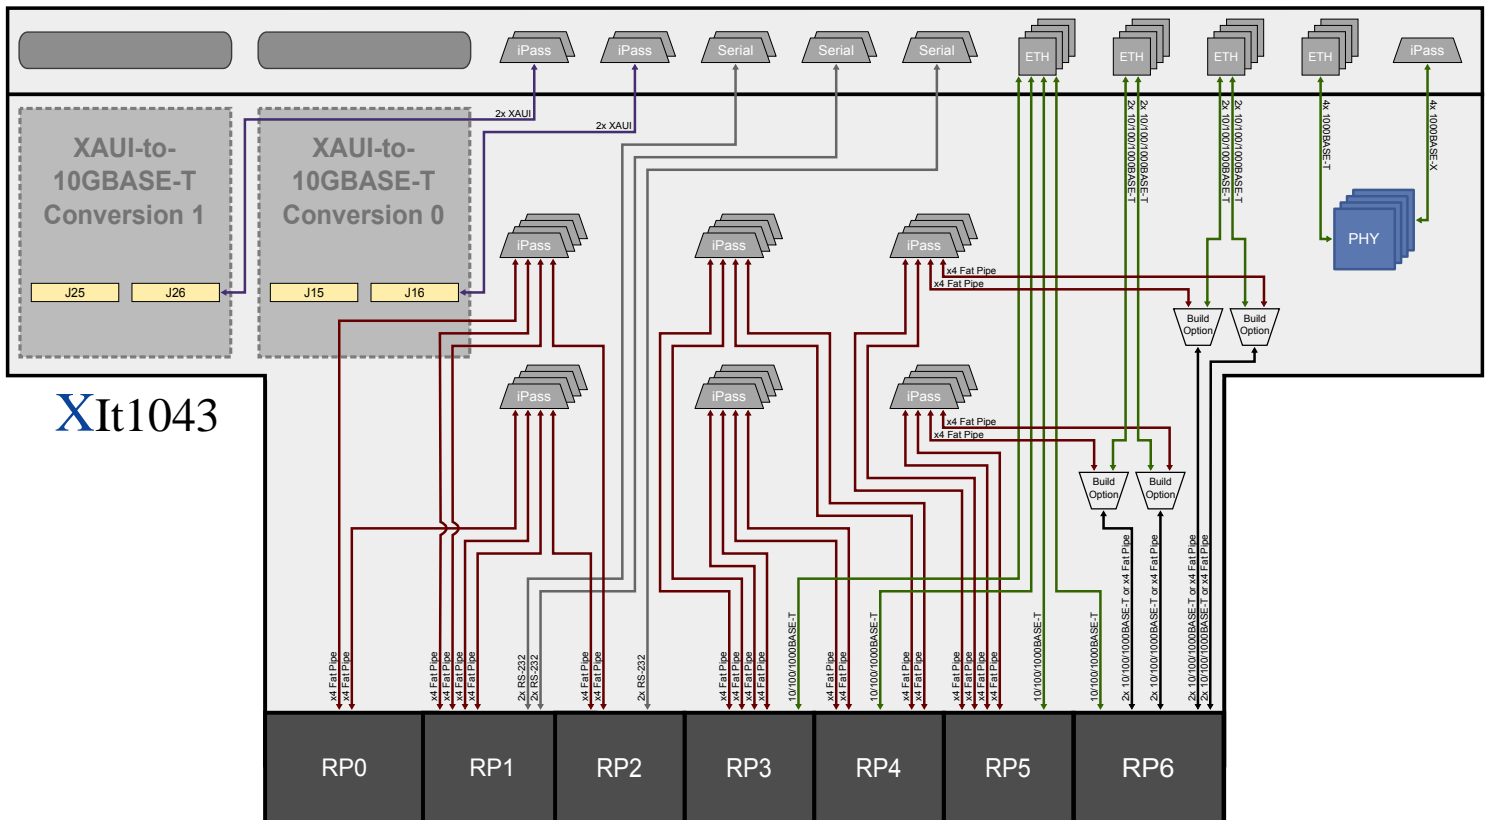 iPass
iPass
Serial
Serial
Serial
ETH
ETH
ETH
ETH
iPass
2x XAUI
2x XAUI
2x 10/100/1000BASE-T
2x 10/100/1000BASE-T
2x 10/100/1000BASE-T
2x 10/100/1000BASE-T
4x 1000BASE-T
4x 1000BASE-X
XAUI-to-
10GBASE-T
Conversion 1
XAUI-to-
10GBASE-T
Conversion 0
iPass
iPass
iPass
PHY
x4 Fat Pipe
x4 Fat Pipe
J25
J26
J15
J16
Build
Option
Build
Option
XIt1043
iPass
iPass
iPass
x4 Fat Pipe
x4 Fat Pipe
Build
Option
Build
Option
x4 Fat Pipe
x4 Fat Pipe
x4 Fat Pipe
x4 Fat Pipe
x4 Fat Pipe
x4 Fat Pipe
2x RS-232
2x RS-232
x4 Fat Pipe
x4 Fat Pipe
2x RS-232
x4 Fat Pipe
x4 Fat Pipe
x4 Fat Pipe
x4 Fat Pipe
10/100/1000BASE-T
x4 Fat Pipe
x4 Fat Pipe
10/100/1000BASE-T
x4 Fat Pipe
x4 Fat Pipe
x4 Fat Pipe
x4 Fat Pipe
x4 Fat Pipe
x4 Fat Pipe
10/100/1000BASE-T
10/100/1000BASE-T
2x 10/100/1000BASE-T or x4 Fat Pipe
2x 10/100/1000BASE-T or x4 Fat Pipe
2x 10/100/1000BASE-T or x4 Fat Pipe
2x 10/100/1000BASE-T or x4 Fat Pipe
RP0
RP1
RP2
RP3
RP4
RP5
RP6